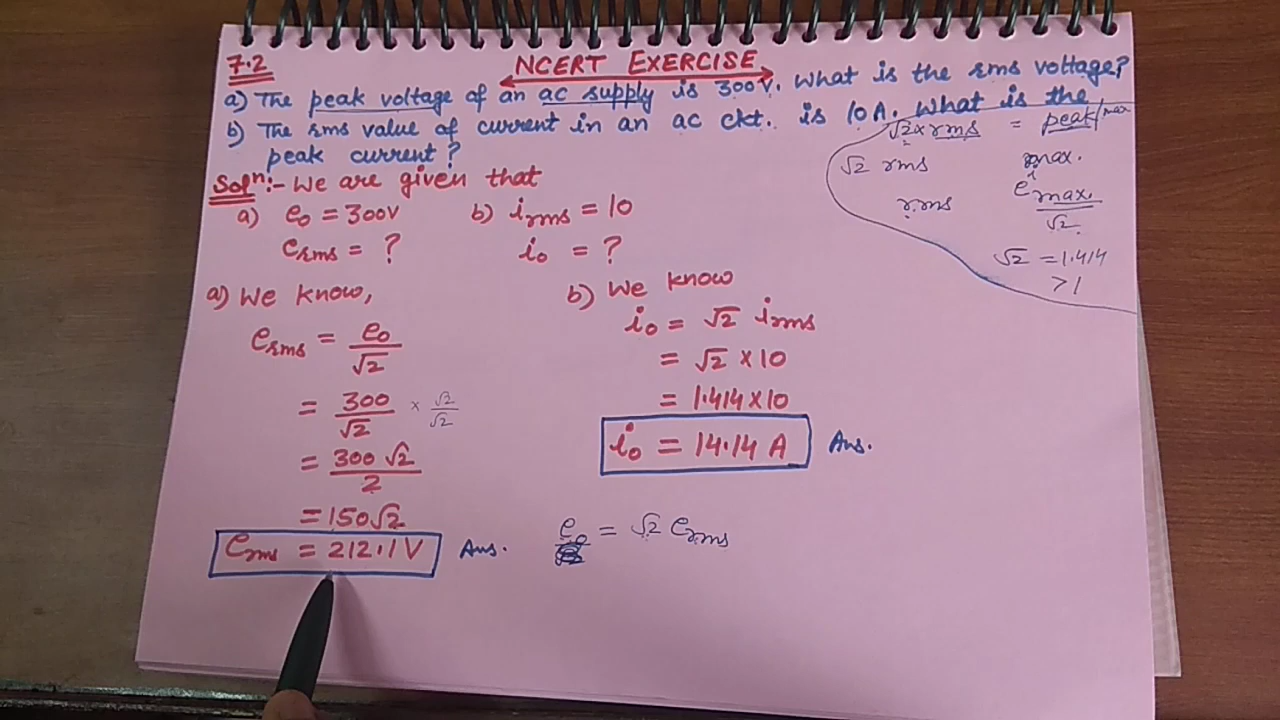 7.2
NCERT EXERCISE
a) The peak voltage of an ac supply is 300V. What is the rms voltage?
b) The rms value of current in an ac ckt. is 10 A. What is the
peak current?
Solⁿ:- We are given that
a) e₀ = 300V
eᵣₘₛ = ?
b) iᵣₘₛ = 10
i₀ = ?
a) We know,
eᵣₘₛ = e₀/√2
= 300/√2 × √2/√2
= 300√2/2
= 150√2
eᵣₘₛ = 212.1 V Ans.
b) We know
i₀ = √2 iᵣₘₛ
= √2 × 10
= 1.414 × 10
i₀ = 14.14 A Ans.
e₀ = √2 eᵣₘₛ
√2 × rms = peak/max
√2 rms max.
rms e max./√2
√2 = 1.414
> 1